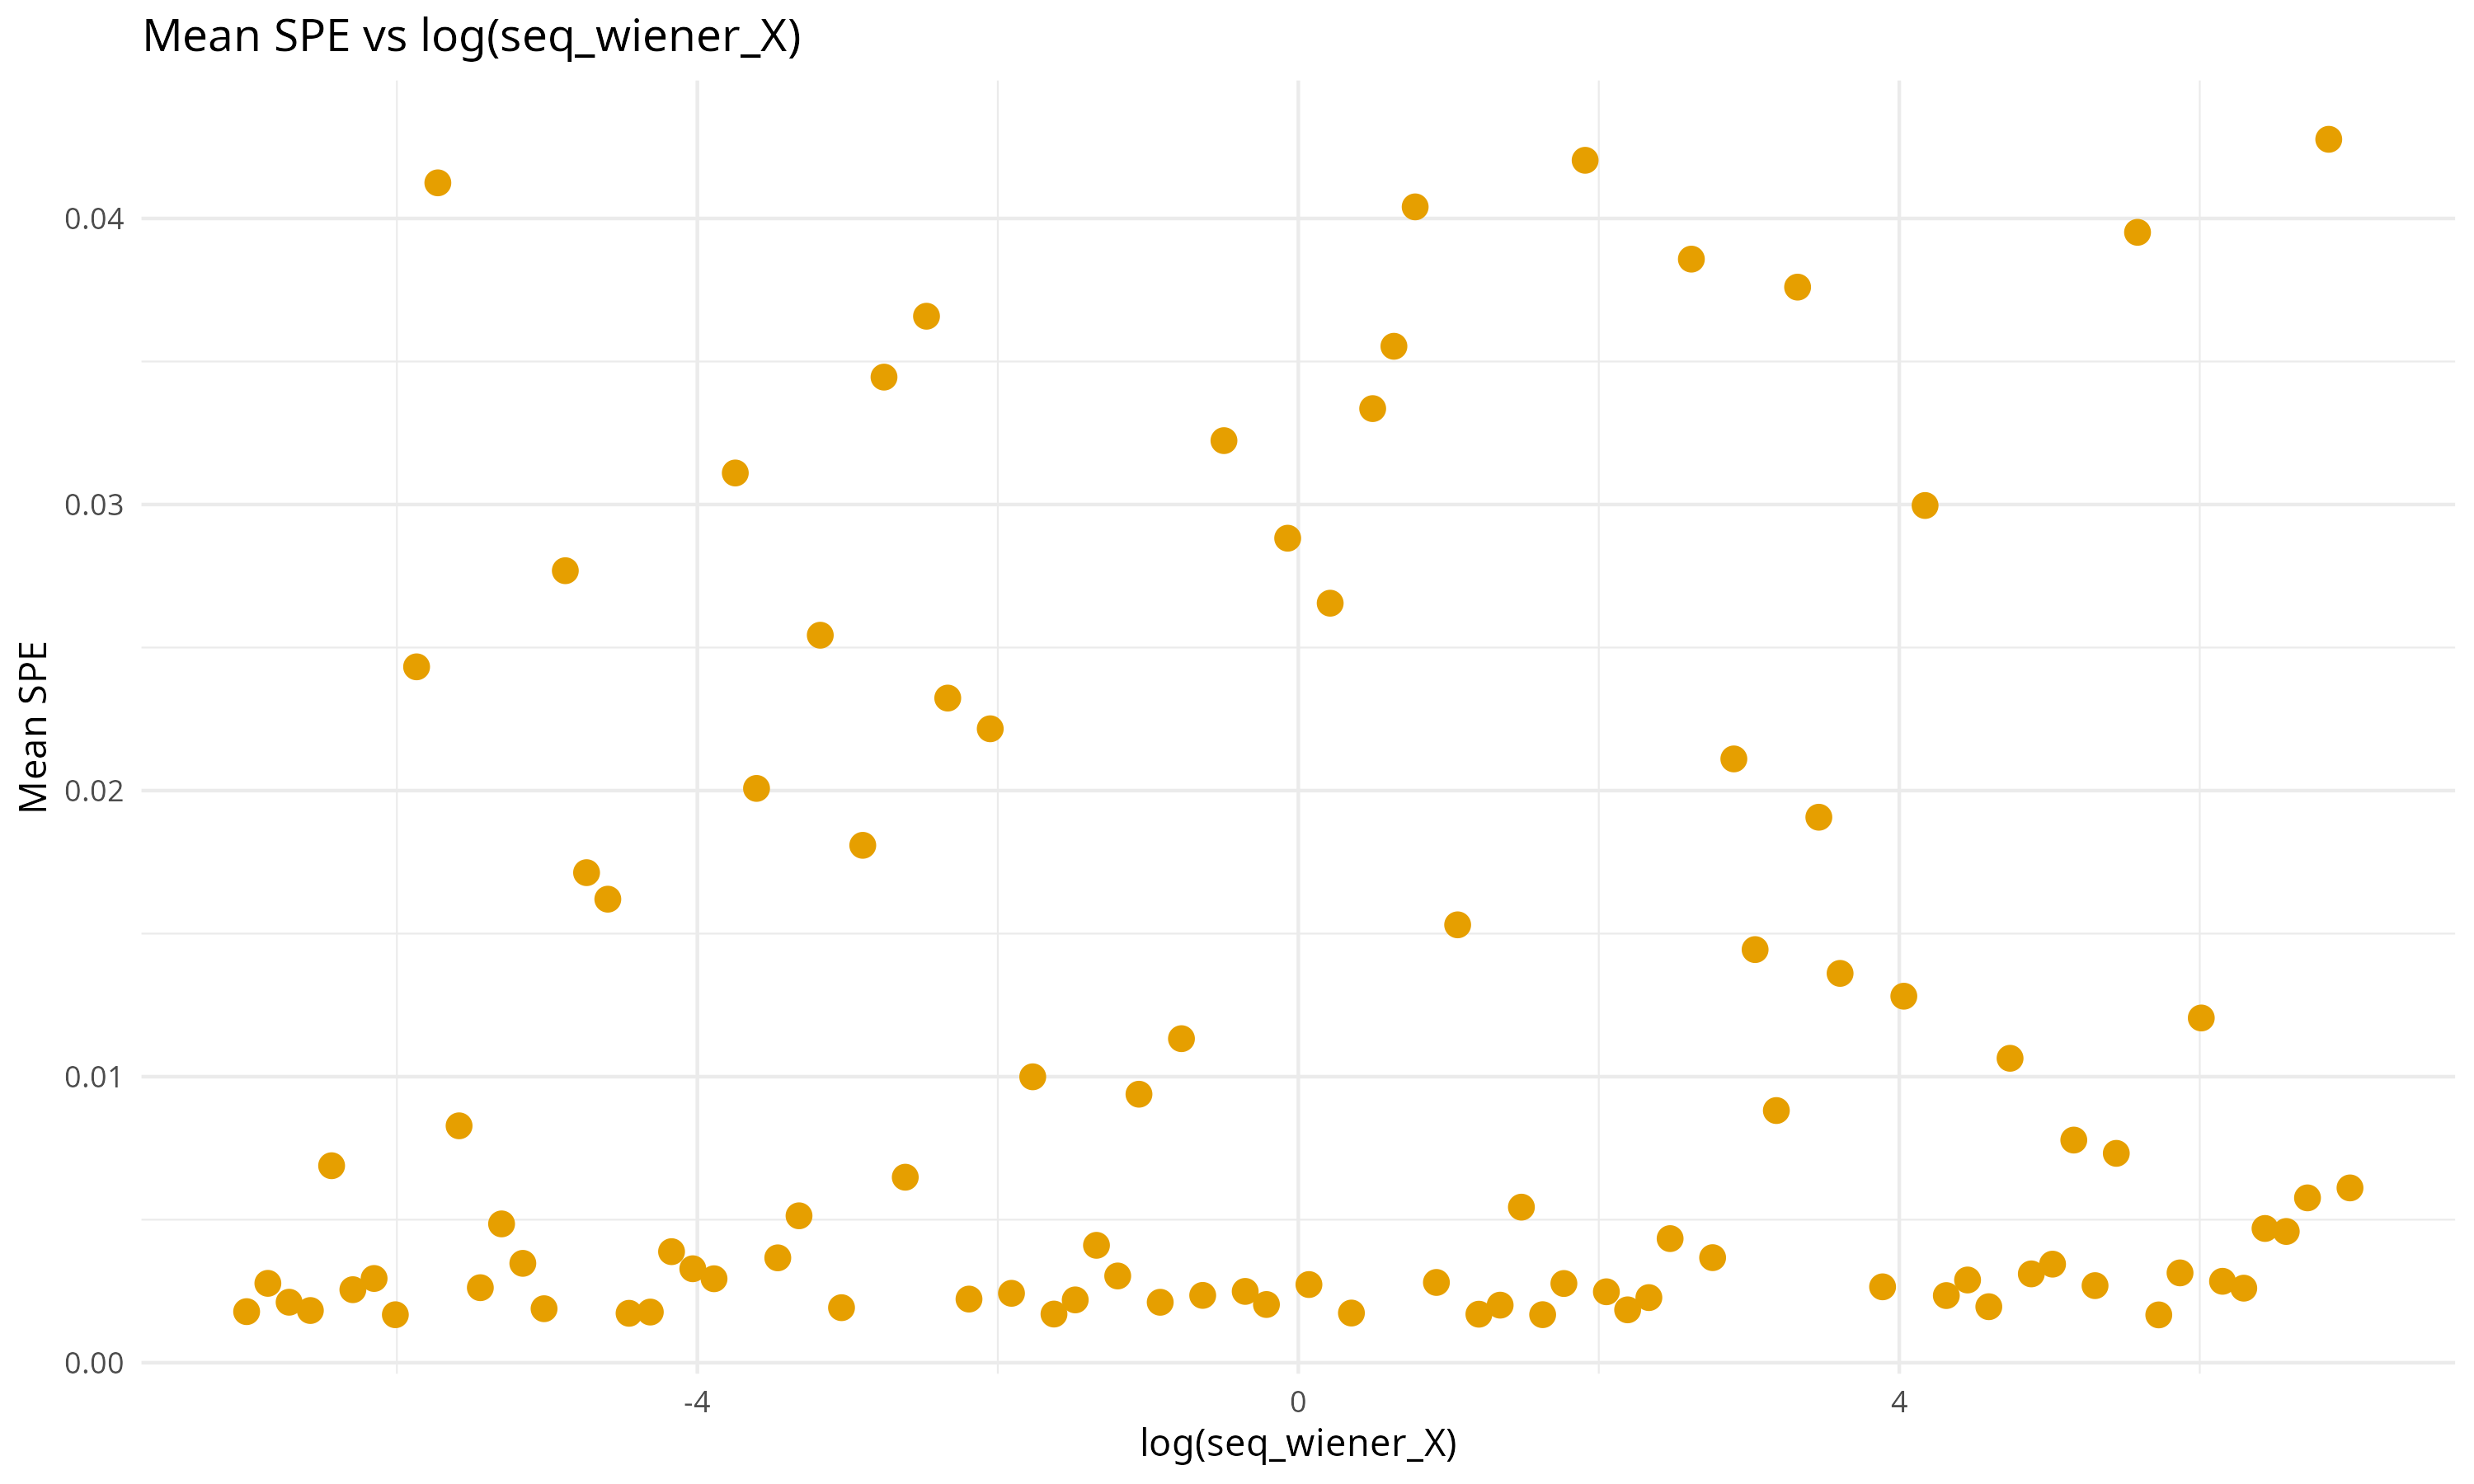 Mean SPE vs log(seq_wiener_X)
Mean SPE
0.04
0.03
0.02
0.01
0.00
-4
0
4
log(seq_wiener_X)